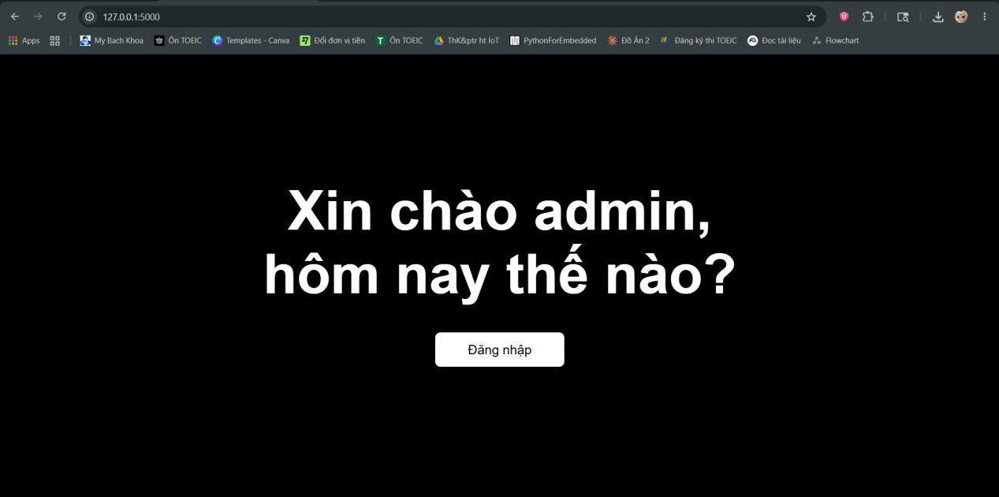 127.0.0.1:5000
Apps My Bach Khoa Ôn TOEIC Templates - Canva Đổi đơn vị tiền Ôn TOEIC ThK&ptr ht IoT PythonForEmbedded Đồ Án 2 Đăng ký thi TOEIC Đọc tài liệu Flowchart
Xin chào admin,
hôm nay thế nào?
Đăng nhập